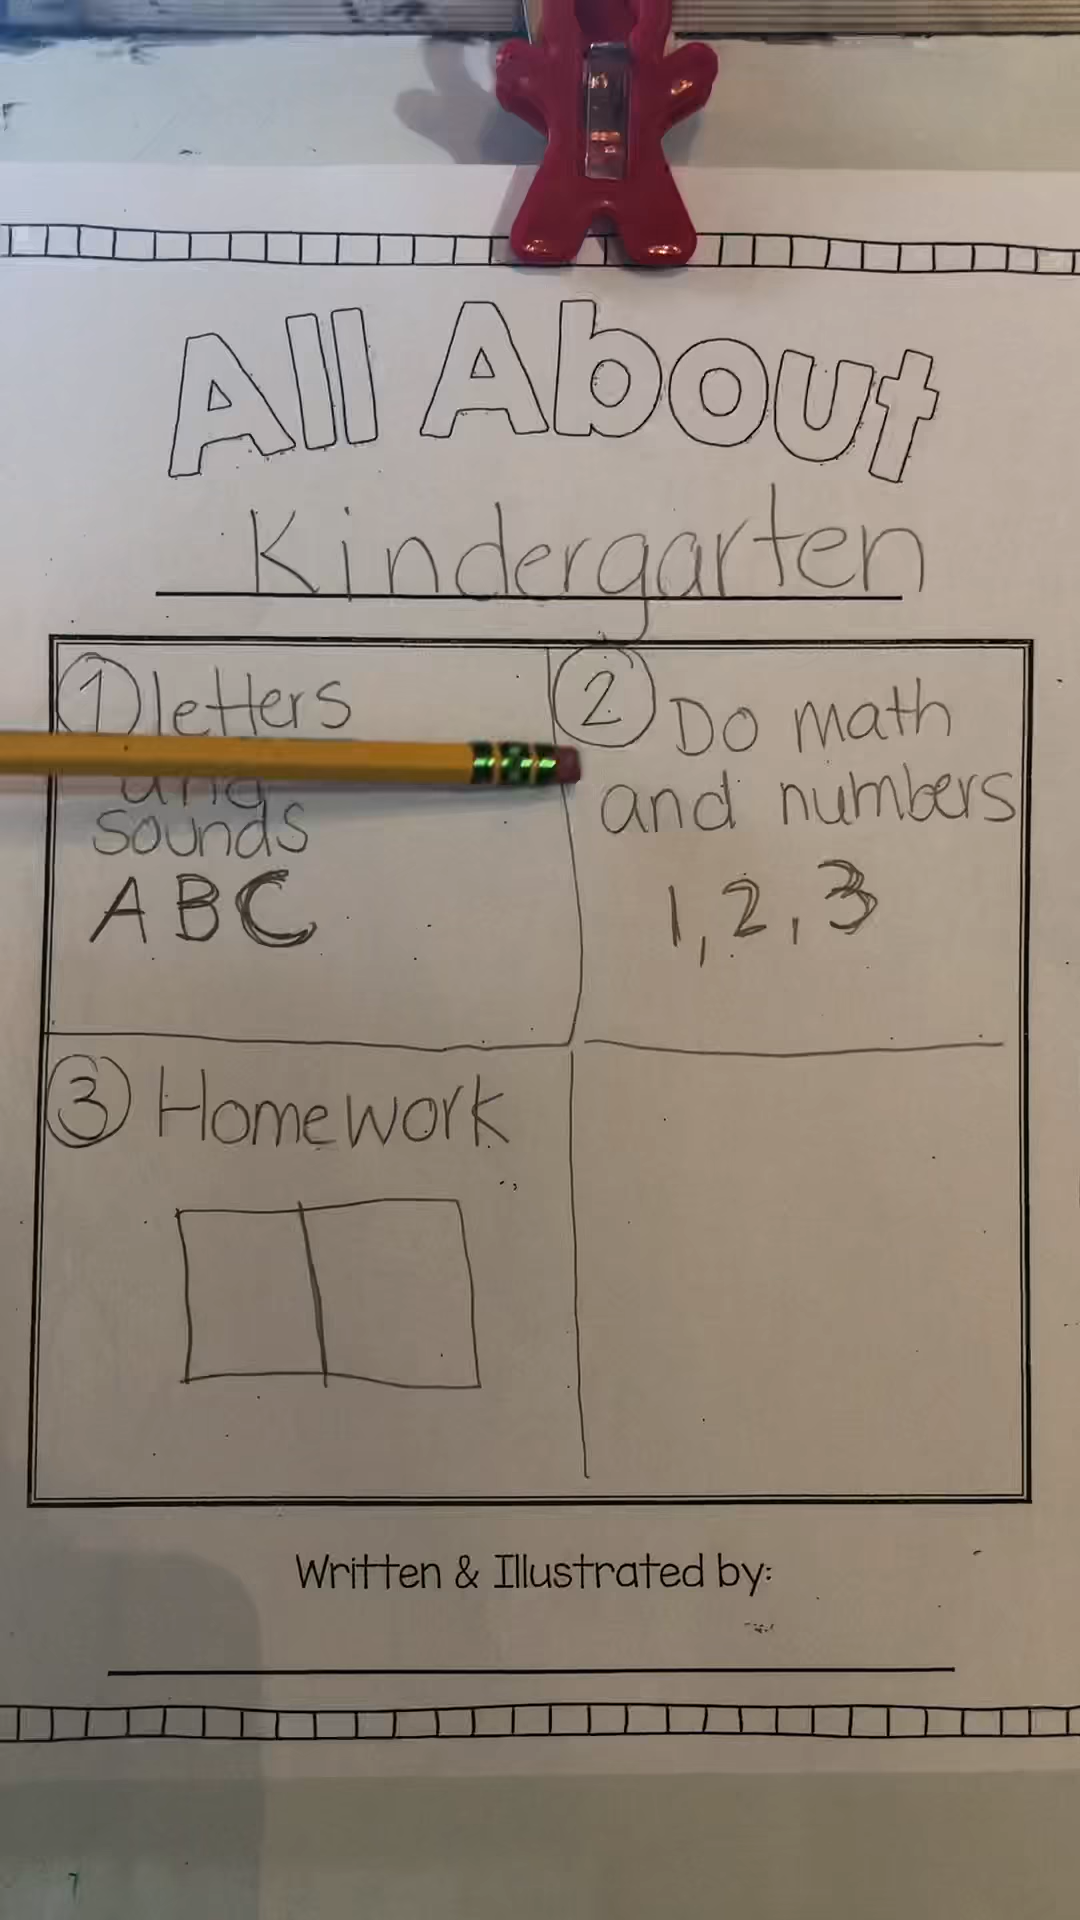 All About
Kindergarten
1 letters
and
sounds
A B C
2 Do math
and numbers
1, 2, 3
3 Homework
Written & Illustrated by: